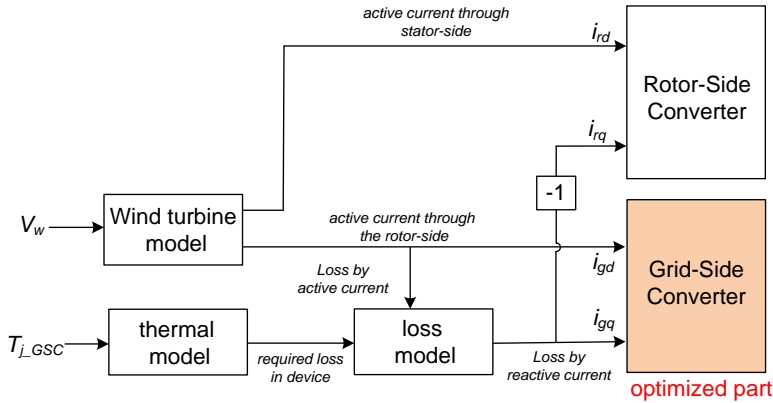 active current through
stator-side
i_rd
Rotor-Side
Converter
i_rq
-1
V_w
Wind turbine
model
active current through
the rotor-side
i_gd
Grid-Side
Converter
Loss by
active current
T_j_GSC
thermal
model
required loss
in device
loss
model
Loss by
reactive current
i_gq
optimized part